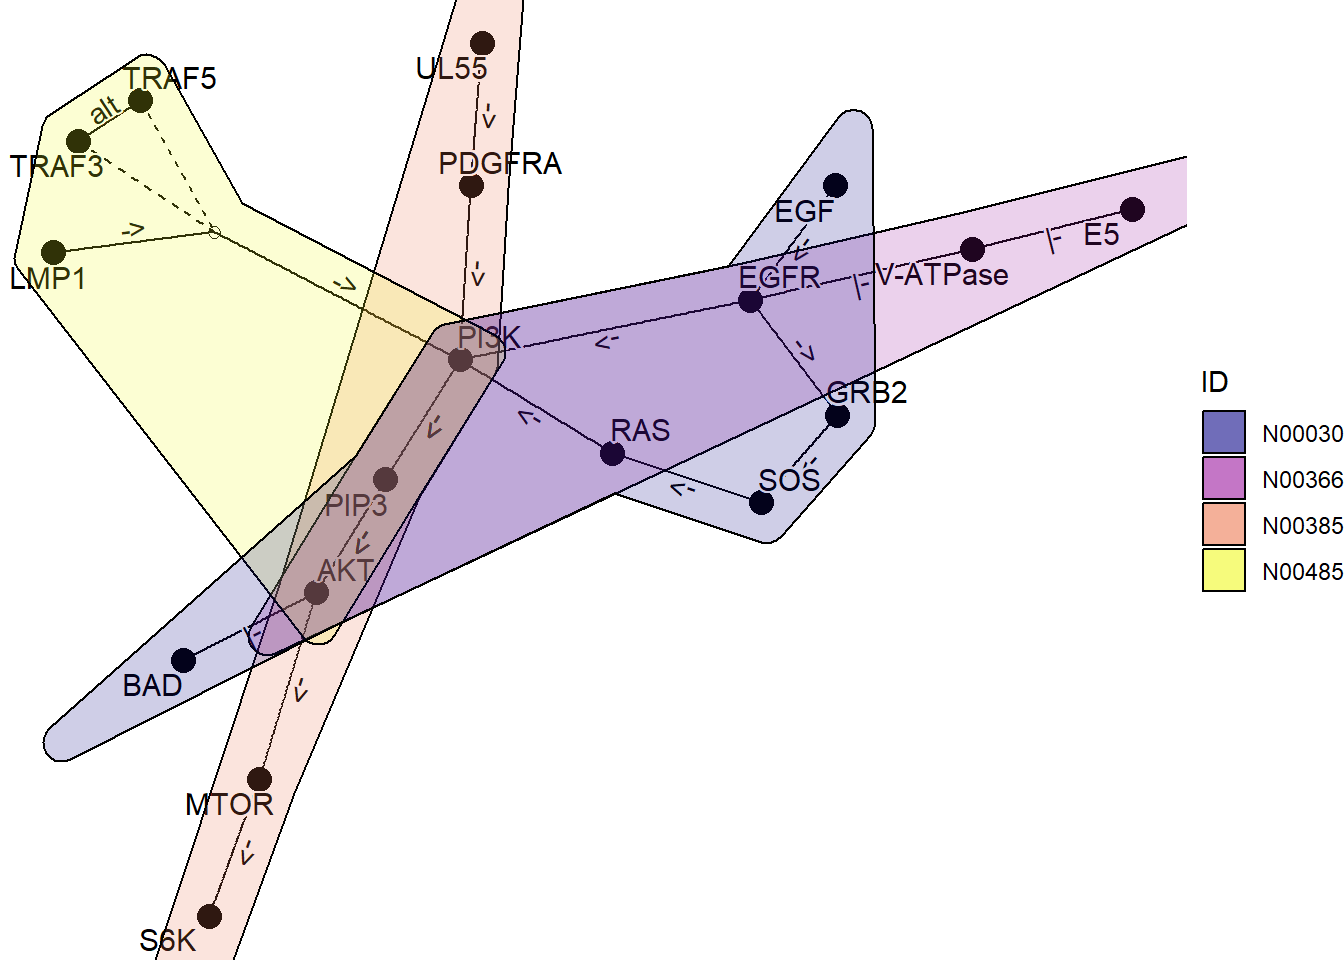 UL55
TRAF5
alt
<-
TRAF3
PDGFRA
EGF
->
E5
<-
|-
LMP1
<-
EGFR
V-ATPase
->
|-
PI3K
<-
->
GRB2
<-
<-
RAS
ID
N00030
SOS
<-
PIP3
N00366
<-
N00385
AKT
N00485
|-
BAD
<-
MTOR
<-
S6K